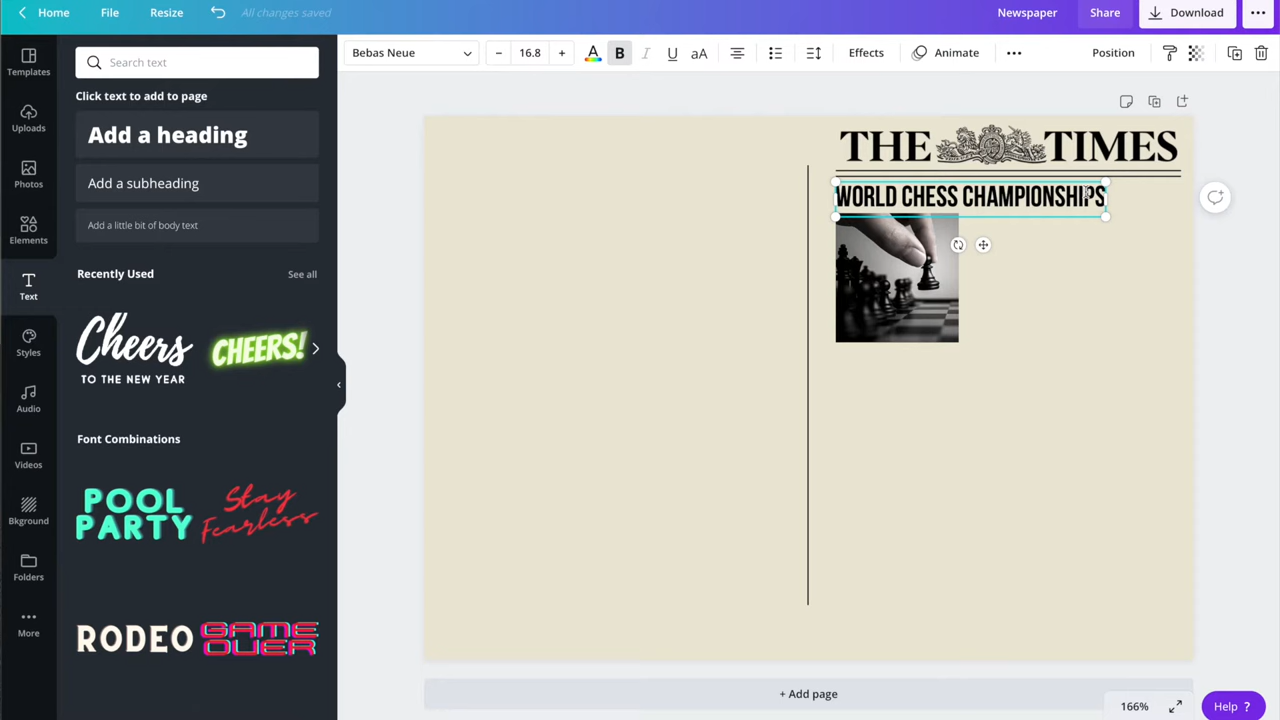 Home File Resize All changes saved Newspaper Share Download
Bebas Neue 16.8 A B I U aA Effects Animate Position
Templates
Uploads
Photos
Elements
Text
Styles
Audio
Videos
Bkground
Folders
More
Search text
Click text to add to page
Add a heading
Add a subheading
Add a little bit of body text
Recently Used See all
Cheers
TO THE NEW YEAR
CHEERS!
Font Combinations
POOL
PARTY
Stay
Fearless
RODEO
GAME
OVER
THE TIMES
WORLD CHESS CHAMPIONSHIPS
+ Add page
166%
Help ?